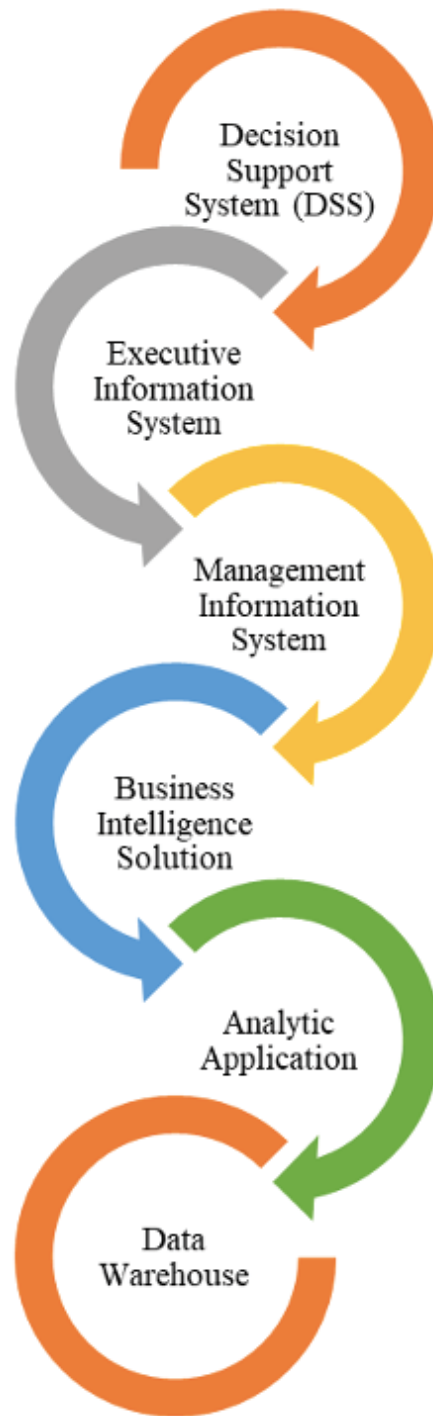 Decision
Support
System (DSS)
Executive
Information
System
Management
Information
System
Business
Intelligence
Solution
Analytic
Application
Data
Warehouse